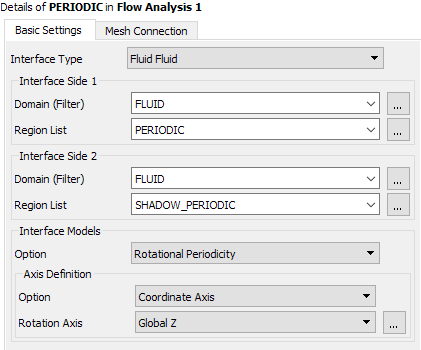 Details of PERIODIC in Flow Analysis 1
Basic Settings Mesh Connection
Interface Type Fluid Fluid
Interface Side 1
Domain (Filter) FLUID ...
Region List PERIODIC ...
Interface Side 2
Domain (Filter) FLUID ...
Region List SHADOW_PERIODIC ...
Interface Models
Option Rotational Periodicity
Axis Definition
Option Coordinate Axis
Rotation Axis Global Z ...